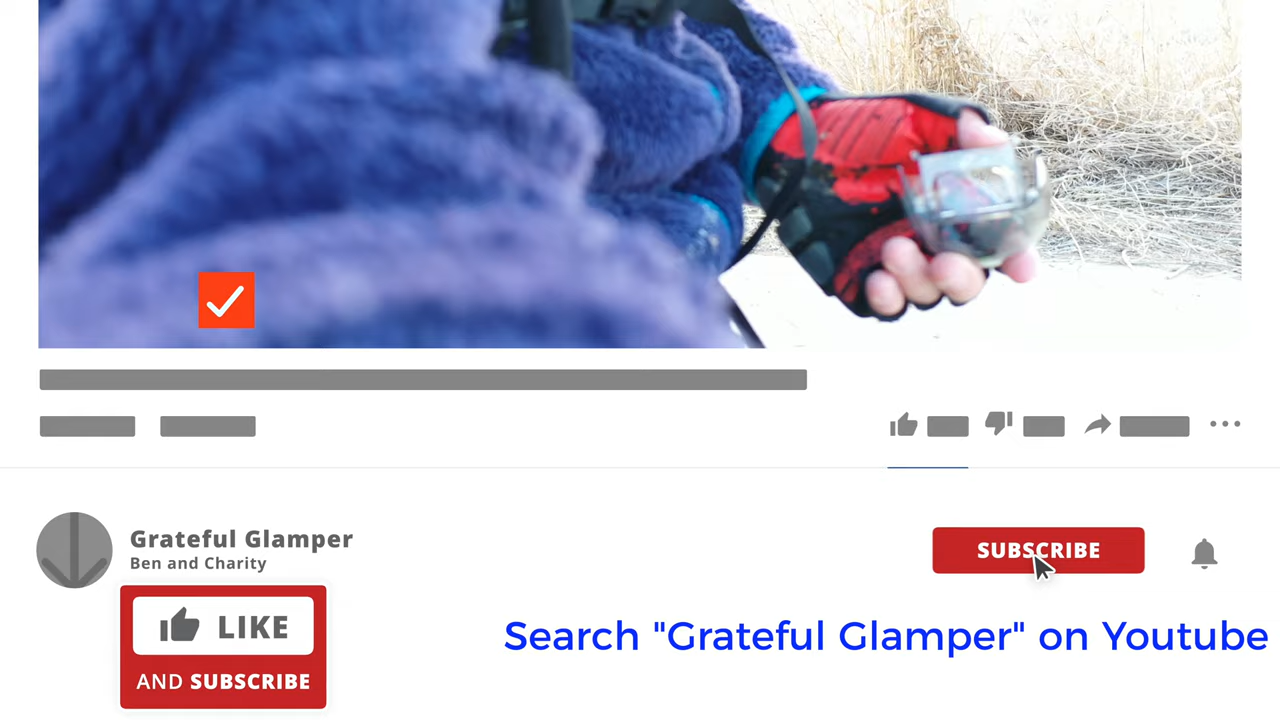 Grateful Glamper
Ben and Charity
SUBSCRIBE
LIKE
AND SUBSCRIBE
Search "Grateful Glamper" on Youtube